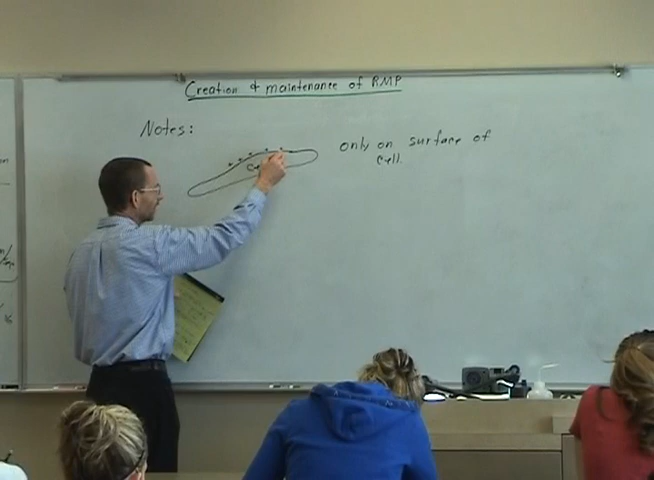 Creation & maintenance of RMP
Notes:
only on surface of
cell.